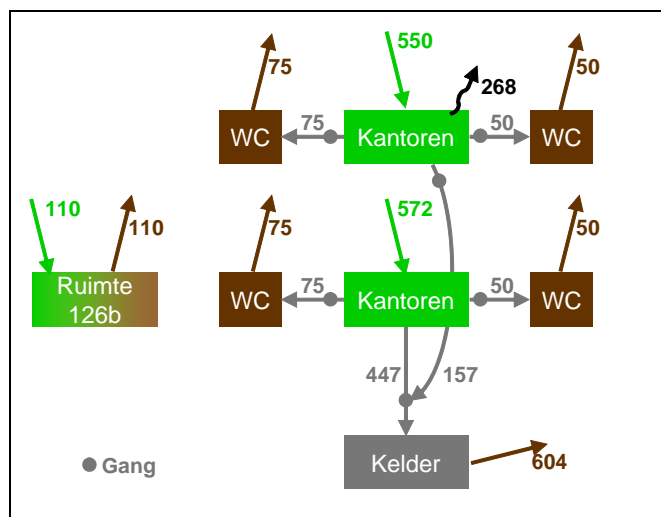 75
550
268
50
WC
75
Kantoren
50
WC
110
110
75
572
50
Ruimte
126b
WC
75
Kantoren
50
WC
447
157
Gang
Kelder
604